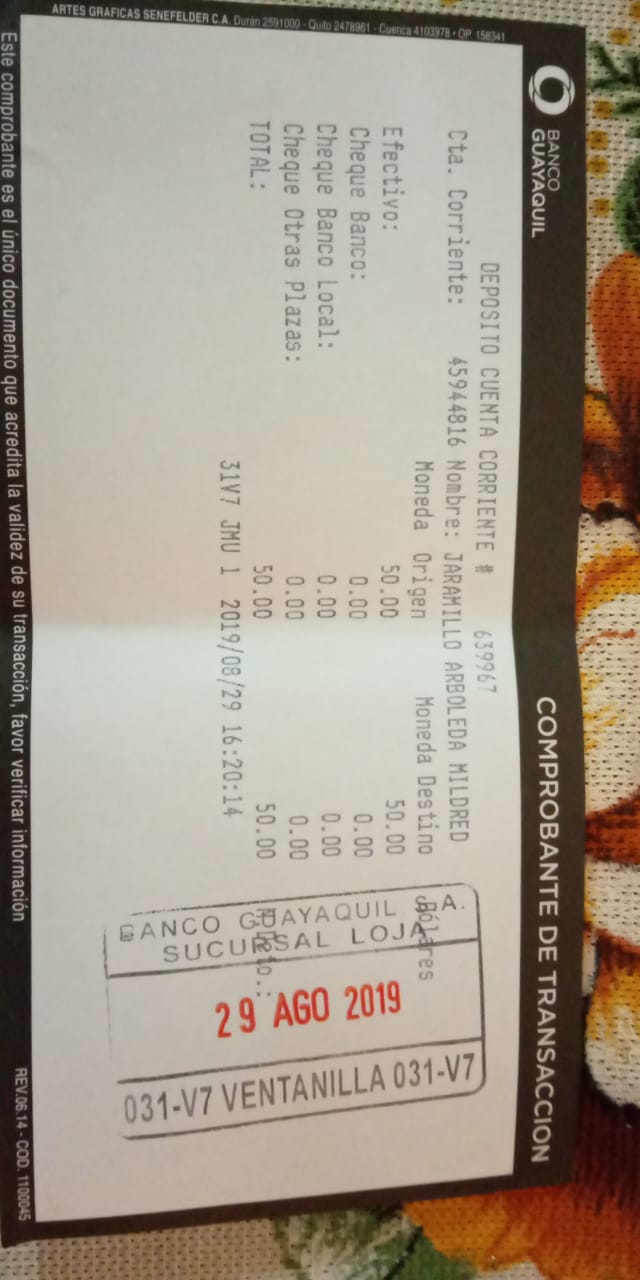 ARTES GRAFICAS SENEFELDER C.A. Durán 2591000 - Quito 2478961 - Cuenca 4103978 • OP 158341
BANCO
GUAYAQUIL
COMPROBANTE DE TRANSACCION
DEPOSITO CUENTA CORRIENTE # 639967
Cta. Corriente: 45944816 Nombre: JARAMILLO ARBOLEDA MILDRED
Moneda Origen Moneda Destino Dólares
Efectivo: 50.00 50.00
Cheque Banco: 0.00 0.00
Cheque Banco Local: 0.00 0.00
Cheque Otras Plazas: 0.00 0.00
TOTAL: 50.00 50.00
31V7 JMU 1 2019/08/29 16:20:14
BANCO GUAYAQUIL S.A.
SUCURSAL LOJA
29 AGO 2019
031-V7 VENTANILLA 031-V7
Este comprobante es el único documento que acredita la validez de su transacción, favor verificar información
REV.06.14 - COD. 1100045